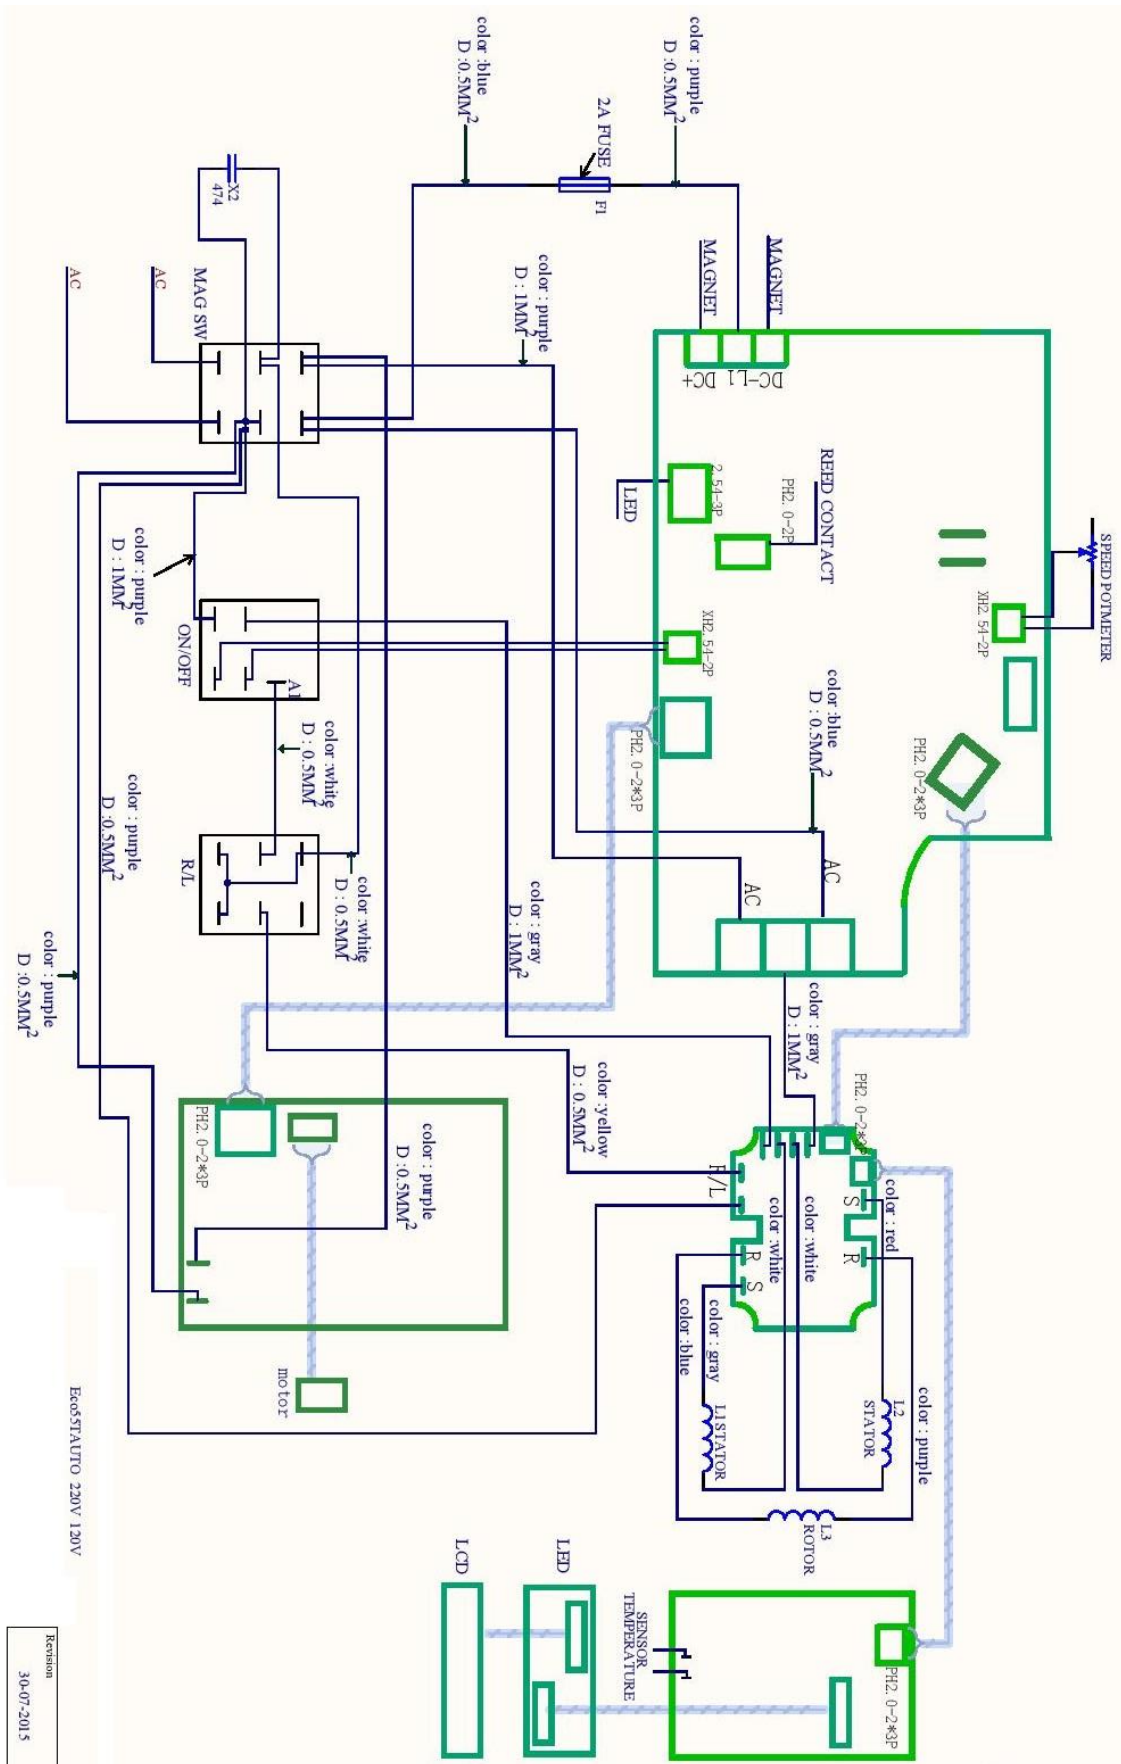 color :blue
D :0.5MM²
color : purple
D :0.5MM²
2A FUSE
F1
X2
474
MAGNET
MAGNET
color : purple
D : 1MM²
AC
AC
MAG SW
DC+
L1
DC-
SPEED POTMETER
REED CONTACT
PH2. 0-2P
2.54-3P
LED
XH2. 54-2P
XH2. 54-2P
color : purple
D : 1MM²
ON/OFF
A1
color :blue
D : 0.5MM²
color :white
D : 0.5MM²
PH2. 0-2*3P
PH2. 0-2*3P
color : purple
D :0.5MM²
R/L
color :white
D : 0.5MM²
color : gray
D : 1MM²
AC
AC
color : purple
D :0.5MM²
color : gray
D : 1MM²
color :yellow
D : 0.5MM²
PH2. 0-2*3P
PH2. 0-2*3P
color : purple
D :0.5MM²
R/L
color :white
color :white
S
color : red
R
R
S
color : gray
color :blue
motor
L1STATOR
L2
STATOR
color : purple
L3
ROTOR
Eco55TAUTO 220V 120V
LCD
LED
SENSOR
TEMPERATURE
PH2. 0-2*3P
Revision
30-07-2015